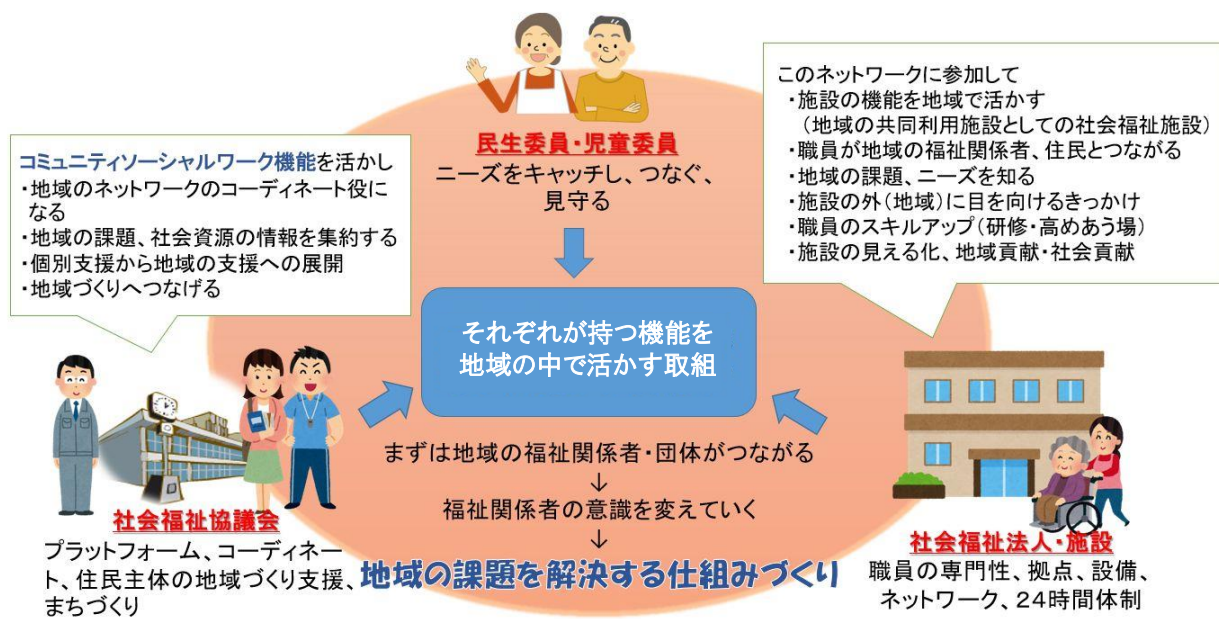 民生委員・児童委員
ニーズをキャッチし、つなぐ、
見守る
コミュニティソーシャルワーク機能を活かし
・地域のネットワークのコーディネート役に
なる
・地域の課題、社会資源の情報を集約する
・個別支援から地域の支援への展開
・地域づくりへつなげる
このネットワークに参加して
・施設の機能を地域で活かす
（地域の共同利用施設としての社会福祉施設）
・職員が地域の福祉関係者、住民とつながる
・地域の課題、ニーズを知る
・施設の外（地域）に目を向けるきっかけ
・職員のスキルアップ（研修・高めあう場）
・施設の見える化、地域貢献・社会貢献
それぞれが持つ機能を
地域の中で活かす取組
まずは地域の福祉関係者・団体がつながる
↓
福祉関係者の意識を変えていく
↓
地域の課題を解決する仕組みづくり
社会福祉協議会
プラットフォーム、コーディネー
ト、住民主体の地域づくり支援、
まちづくり
社会福祉法人・施設
職員の専門性、拠点、設備、
ネットワーク、２４時間体制